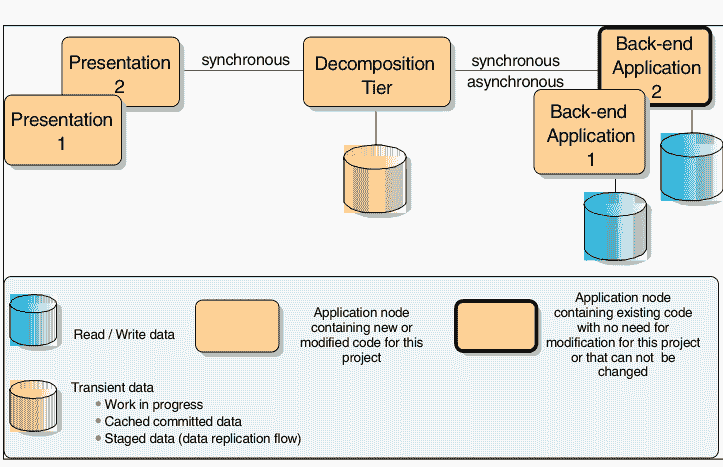 Presentation
2
Presentation
1
synchronous
Decomposition
Tier
synchronous
asynchronous
Back-end
Application
2
Back-end
Application
1
Read / Write data
Application node
containing new or
modified code for this
project
Application node
containing existing code
with no need for
modification for this project
or that can not be
changed
Transient data
• Work in progress
• Cached committed data
• Staged data (data replication flow)